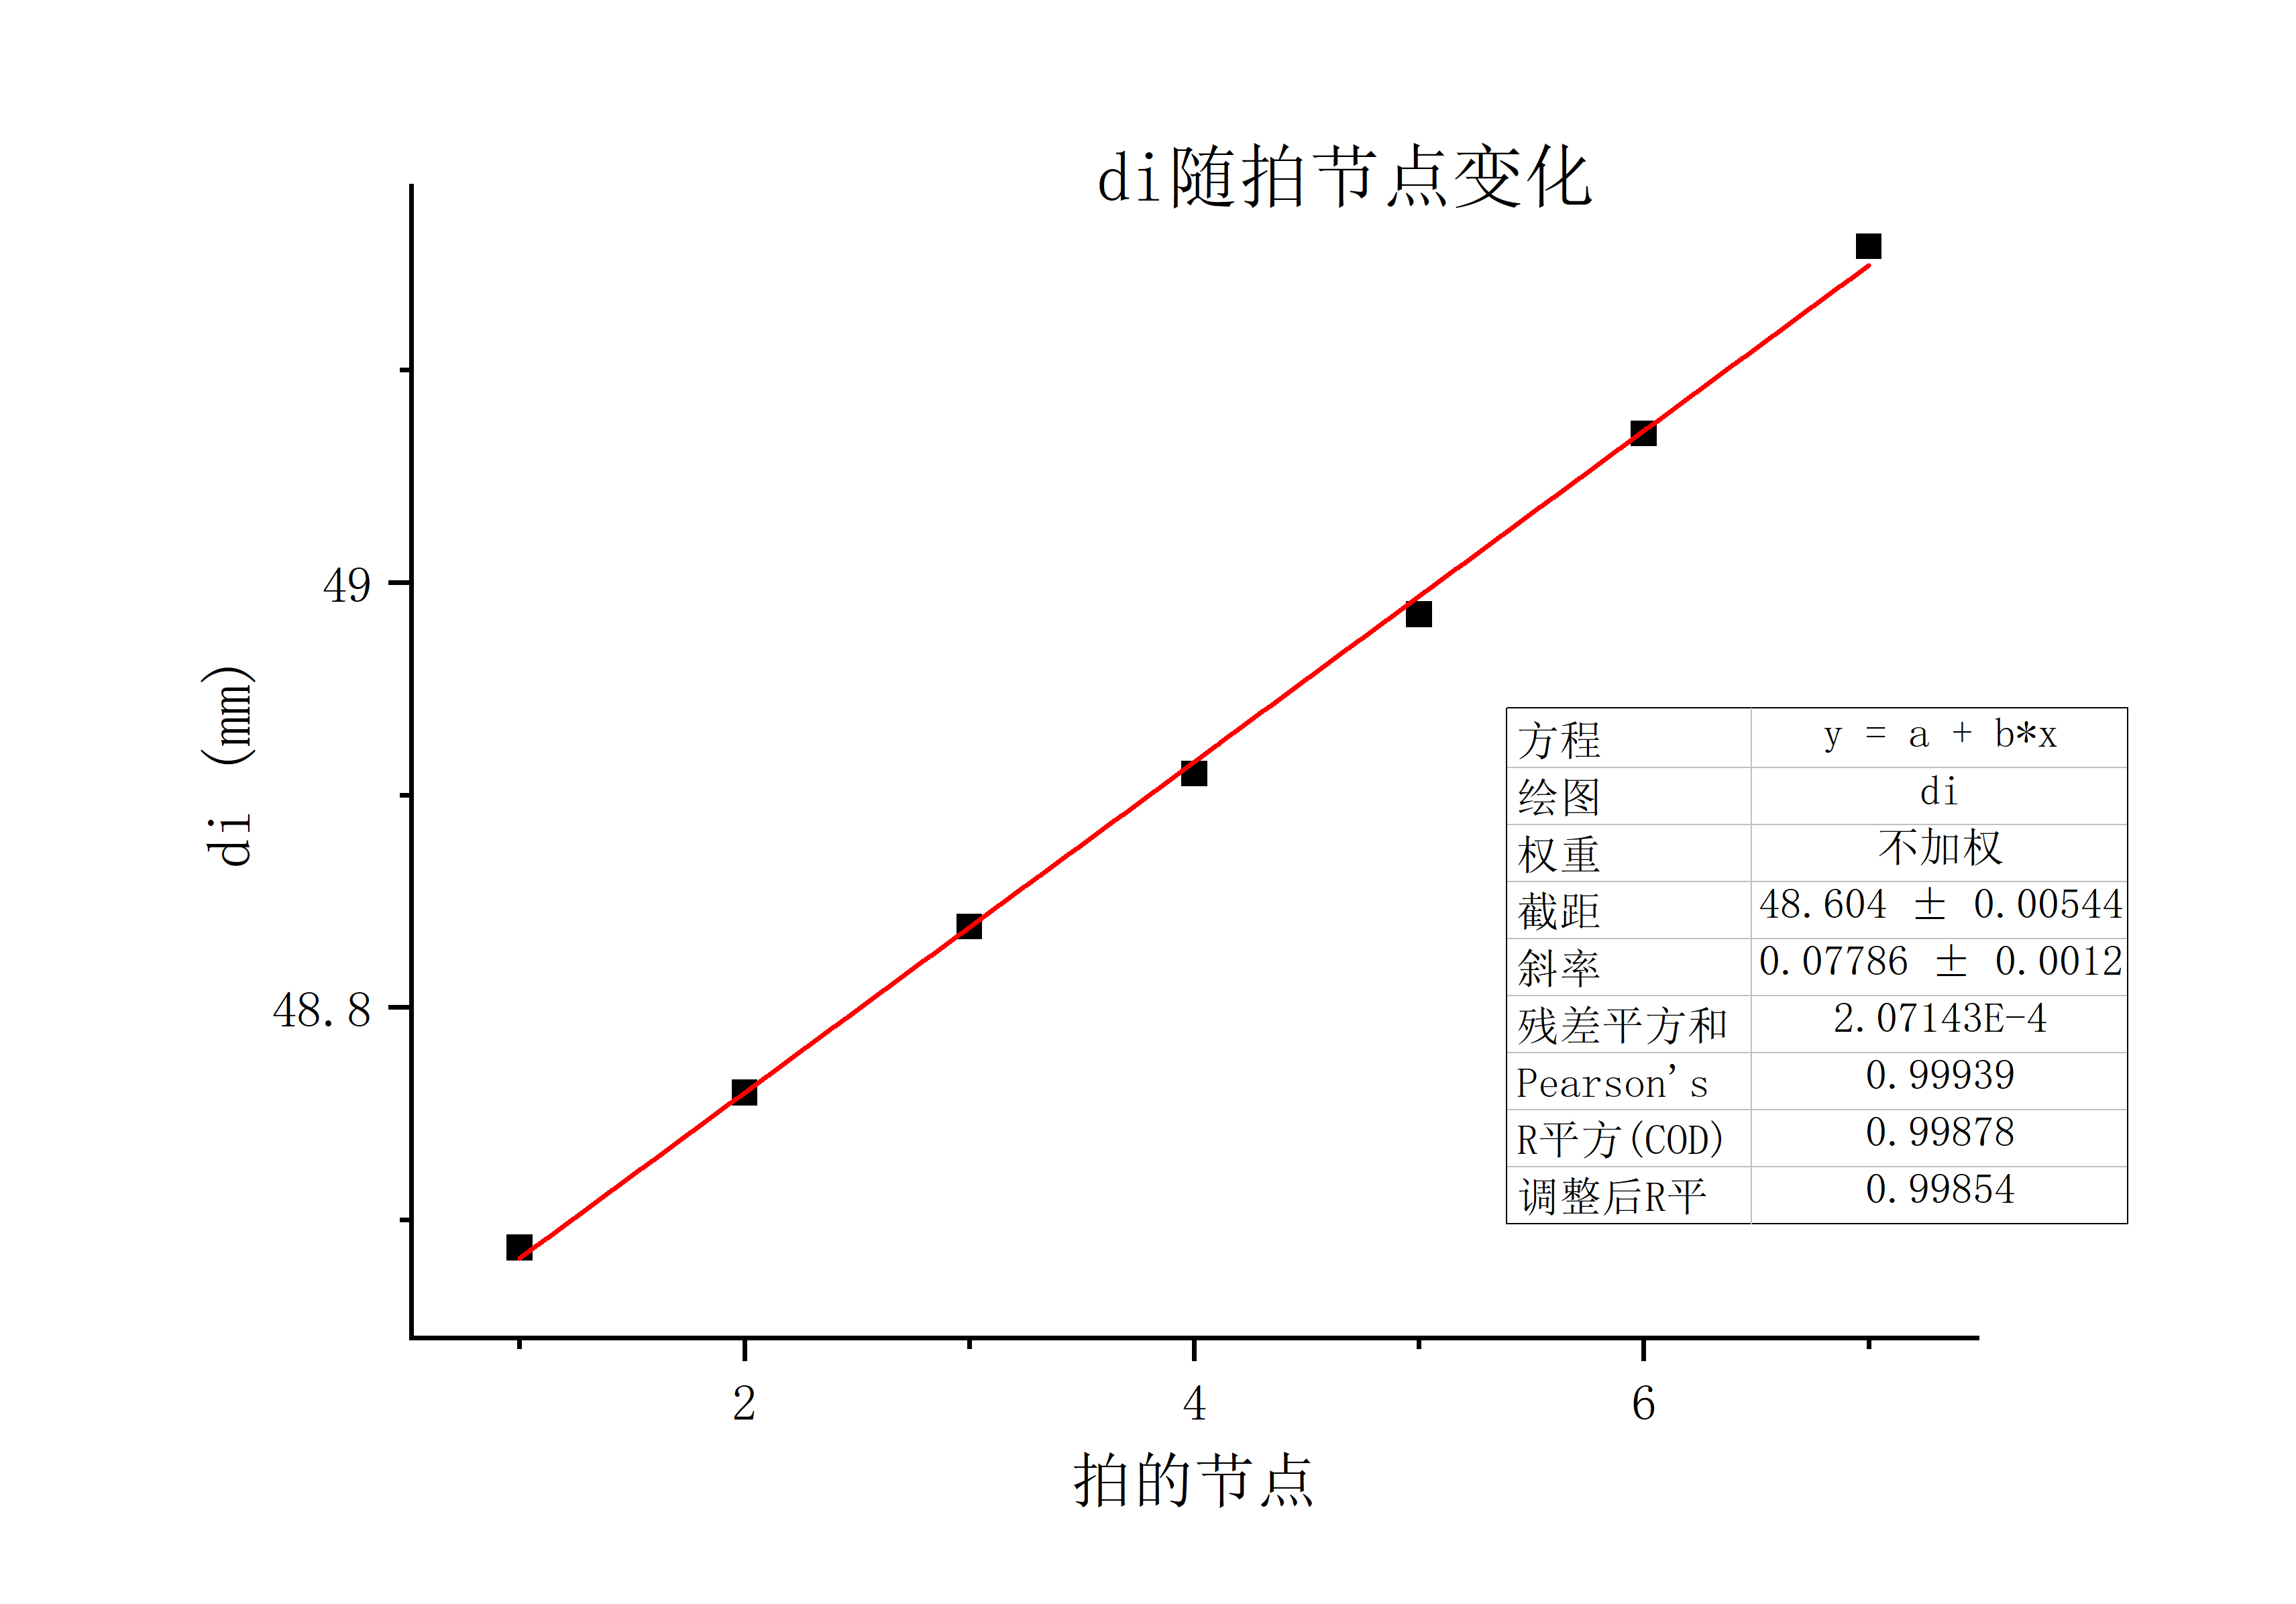 di随拍节点变化
49
48.8
di (mm)
2
4
6
拍的节点
方程 y = a + b*x
绘图 di
权重 不加权
截距 48.604 ± 0.00544
斜率 0.07786 ± 0.0012
残差平方和 2.07143E-4
Pearson's 0.99939
R平方(COD) 0.99878
调整后R平 0.99854